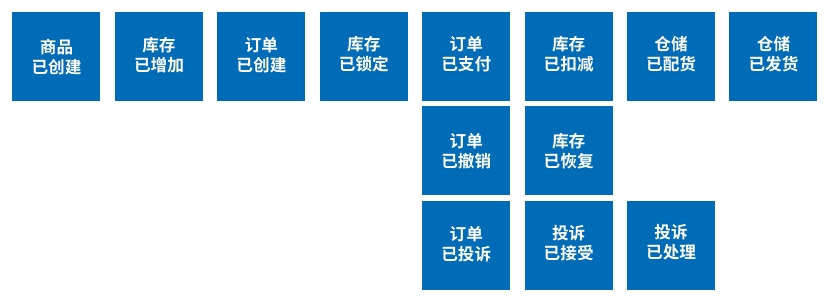 商品
已创建
库存
已增加
订单
已创建
库存
已锁定
订单
已支付
库存
已扣减
仓储
已配货
仓储
已发货
订单
已撤销
库存
已恢复
订单
已投诉
投诉
已接受
投诉
已处理